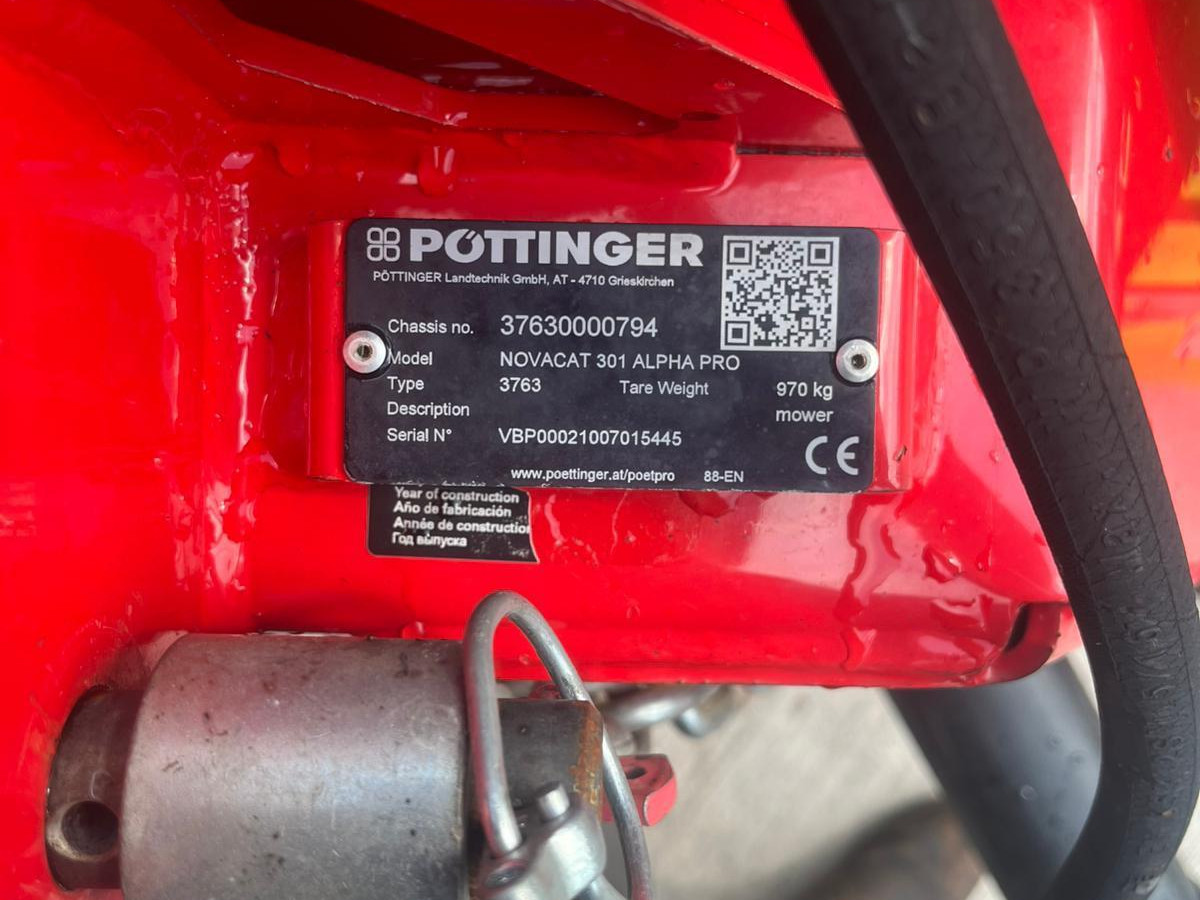 PÖTTINGER
PÖTTINGER Landtechnik GmbH, AT - 4710 Grieskirchen
Chassis no. 37630000794
Model NOVACAT 301 ALPHA PRO
Type 3763 Tare Weight 970 kg
Description mower
Serial N° VBP00021007015445
www.poettinger.at/poetpro 88-EN
CE
Year of construction
Año de fabricación
Année de construction
Год выпуска